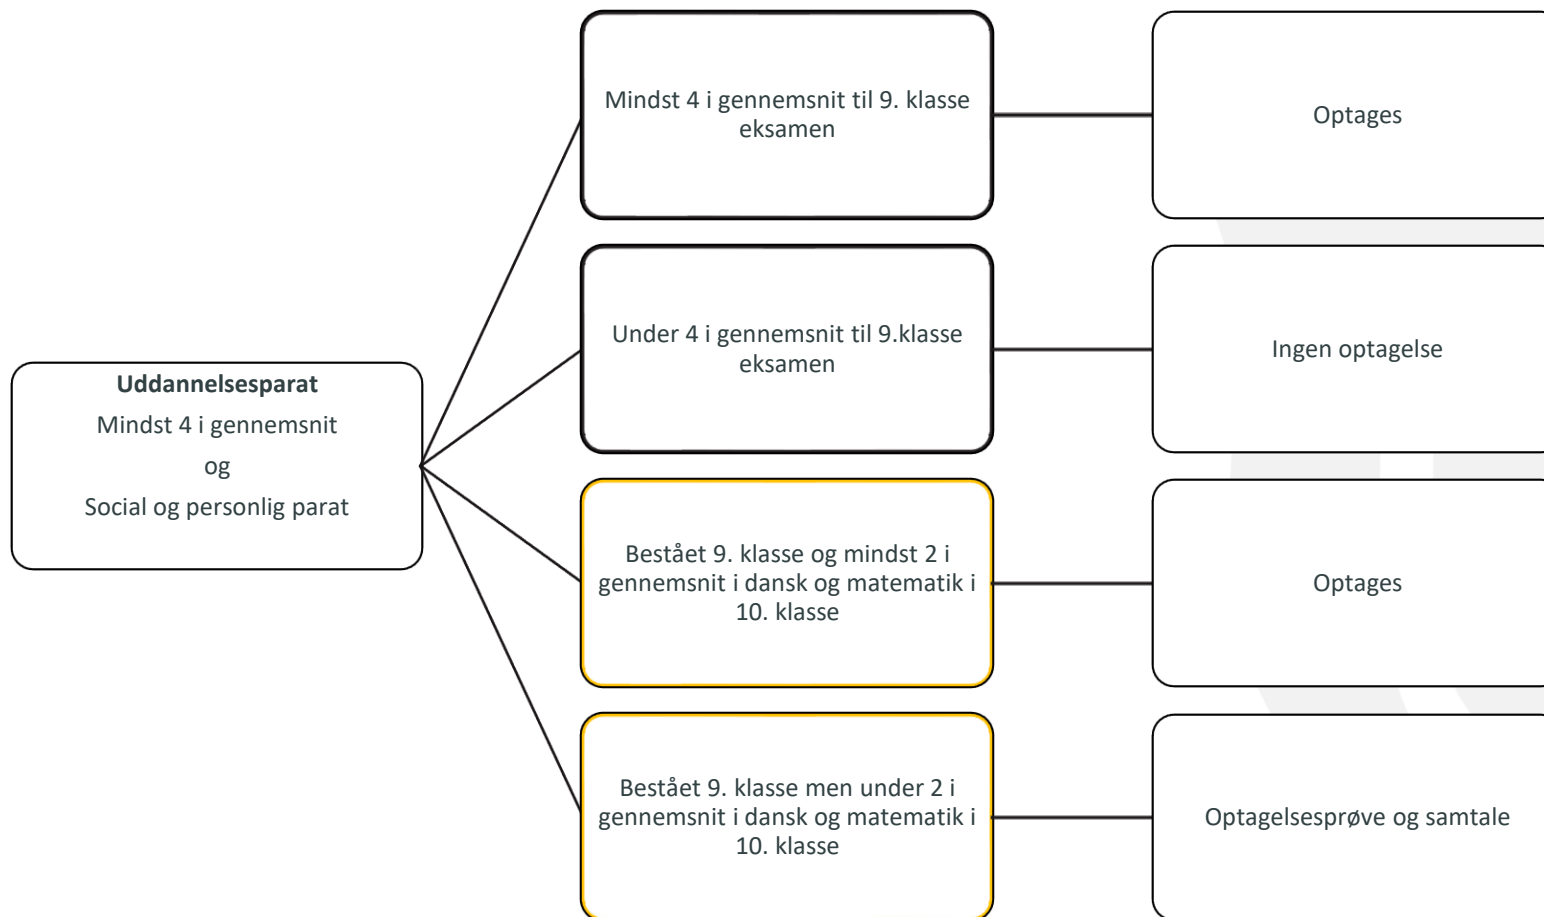 Mindst 4 i gennemsnit til 9. klasse
eksamen
Optages
Under 4 i gennemsnit til 9.klasse
eksamen
Ingen optagelse
Uddannelsesparat
Mindst 4 i gennemsnit
og
Social og personlig parat
Bestået 9. klasse og mindst 2 i
gennemsnit i dansk og matematik i
10. klasse
Optages
Bestået 9. klasse men under 2 i
gennemsnit i dansk og matematik i
10. klasse
Optagelsesprøve og samtale